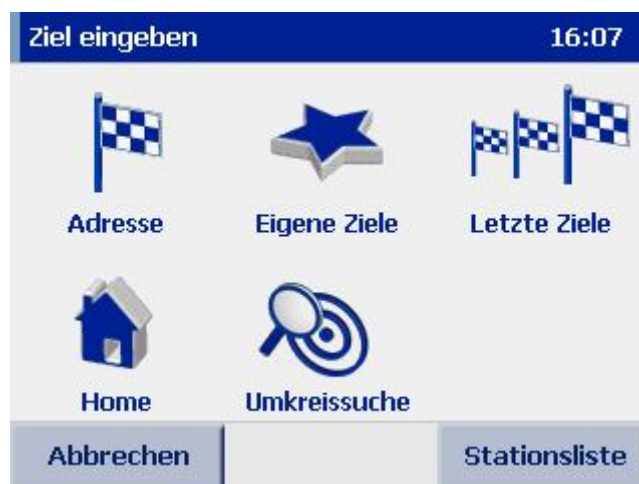 Ziel eingeben 16:07
Adresse Eigene Ziele Letzte Ziele
Home Umkreissuche
Abbrechen Stationsliste